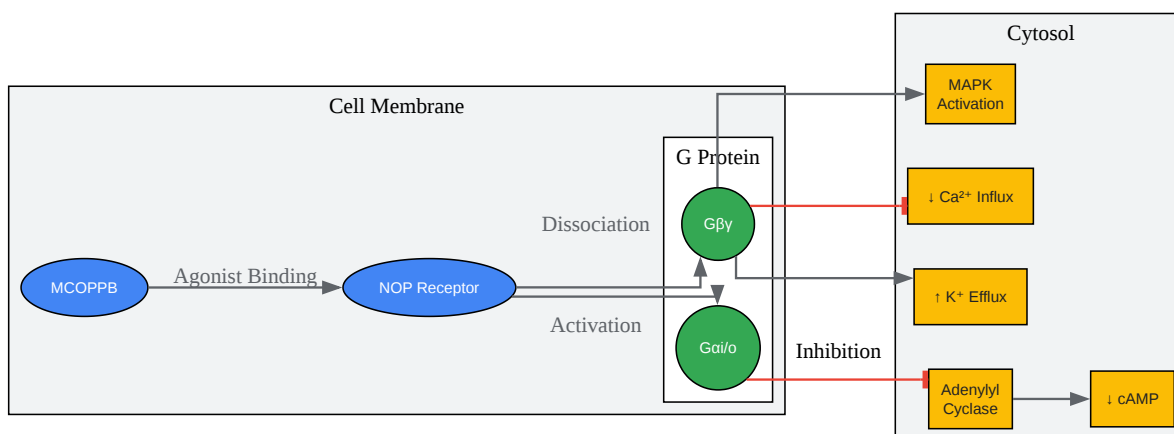 Cytosol
MAPK
Activation
Cell Membrane
G Protein
↓ Ca²⁺ Influx
Dissociation
Gβγ
Agonist Binding
MCOPPB
NOP Receptor
↑ K⁺ Efflux
Activation
Gαi/o
Inhibition
Adenylyl
Cyclase
↓ cAMP